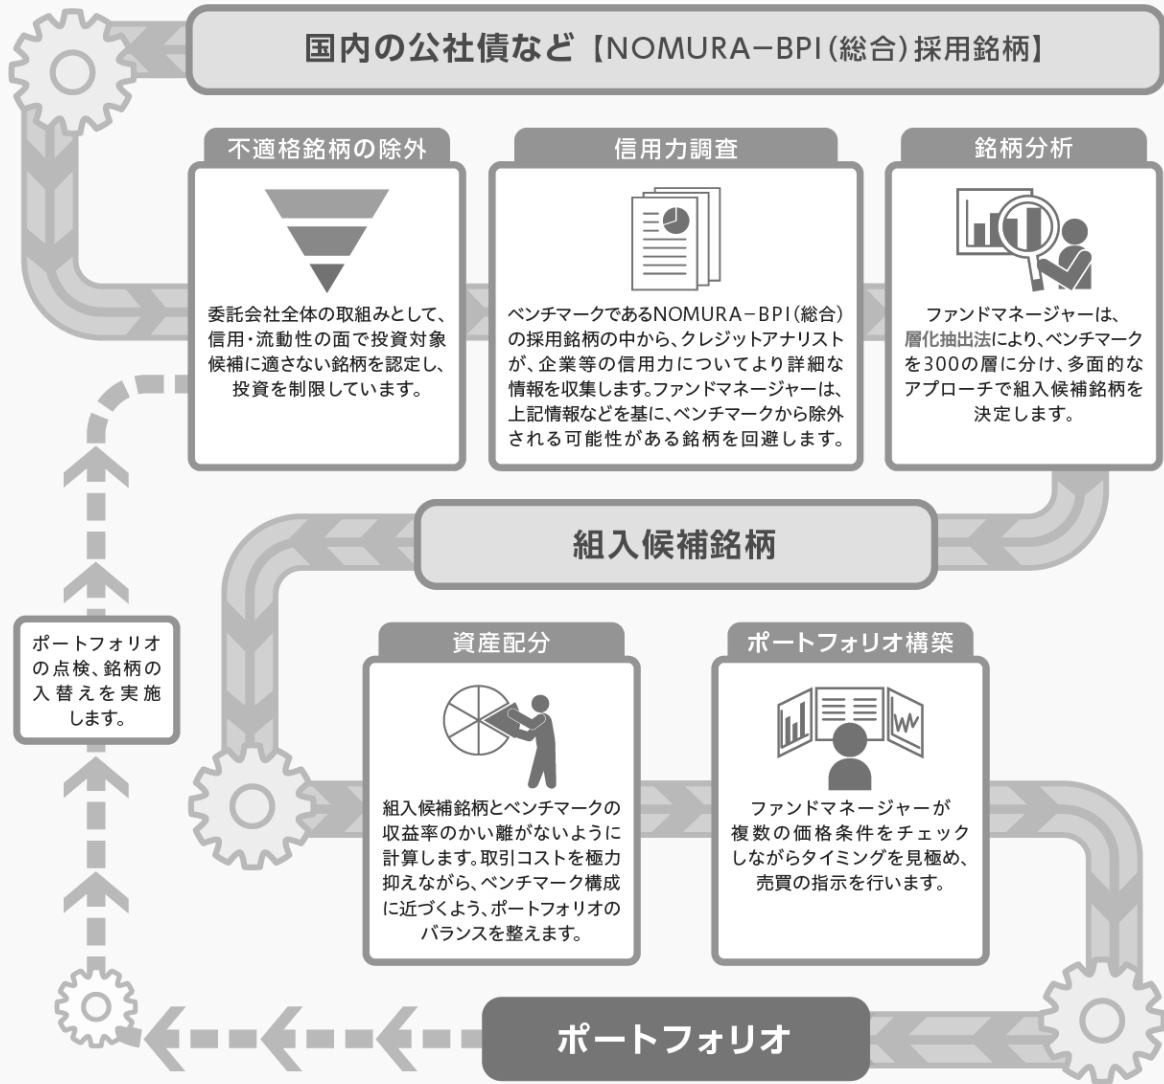 国内の公社債など【NOMURA−BPI(総合)採用銘柄】
不適格銘柄の除外
委託会社全体の取組みとして、
信用・流動性の面で投資対象
候補に適さない銘柄を認定し、
投資を制限しています。
信用力調査
ベンチマークであるNOMURA−BPI(総合)
の採用銘柄の中から、クレジットアナリスト
が、企業等の信用力についてより詳細な
情報を収集します。ファンドマネージャーは、
上記情報などを基に、ベンチマークから除外
される可能性がある銘柄を回避します。
銘柄分析
ファンドマネージャーは、
層化抽出法により、ベンチマーク
を300の層に分け、多面的な
アプローチで組入候補銘柄を
決定します。
組入候補銘柄
資産配分
組入候補銘柄とベンチマークの
収益率のかい離がないように
計算します。取引コストを極力
抑えながら、ベンチマーク構成
に近づくよう、ポートフォリオの
バランスを整えます。
ポートフォリオ構築
ファンドマネージャーが
複数の価格条件をチェック
しながらタイミングを見極め、
売買の指示を行います。
ポートフォリオ
ポートフォリオ
の点検、銘柄の
入替えを実施
します。